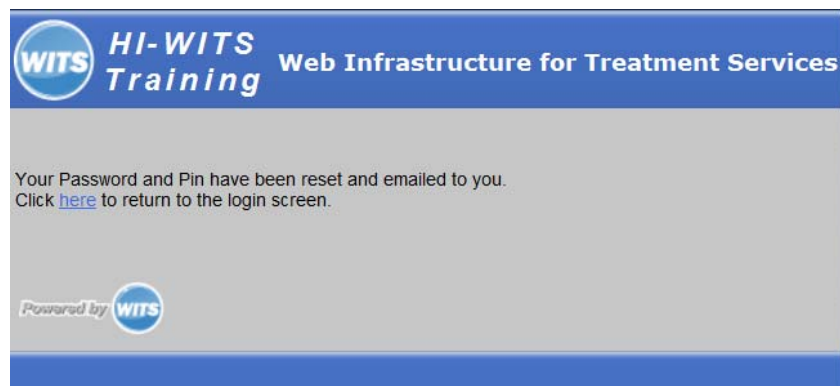 WITS
HI-WITS
Training
Web Infrastructure for Treatment Services
Your Password and Pin have been reset and emailed to you.
Click here to return to the login screen.
Powered by WITS